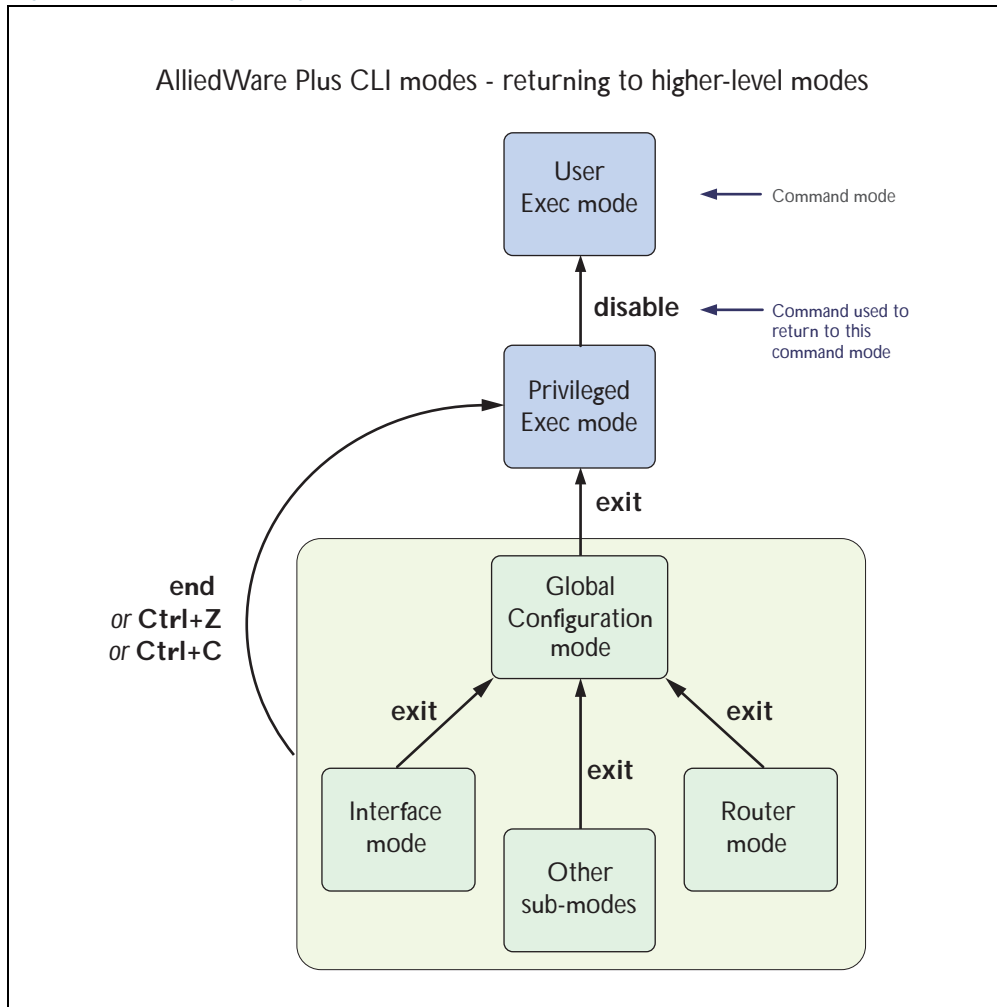 AlliedWare Plus CLI modes - returning to higher-level modes
User
Exec mode
Command mode
disable
Command used to
return to this
command mode
Privileged
Exec mode
exit
end
or Ctrl+Z
or Ctrl+C
Global
Configuration
mode
exit
exit
exit
Interface
mode
Other
sub-modes
Router
mode